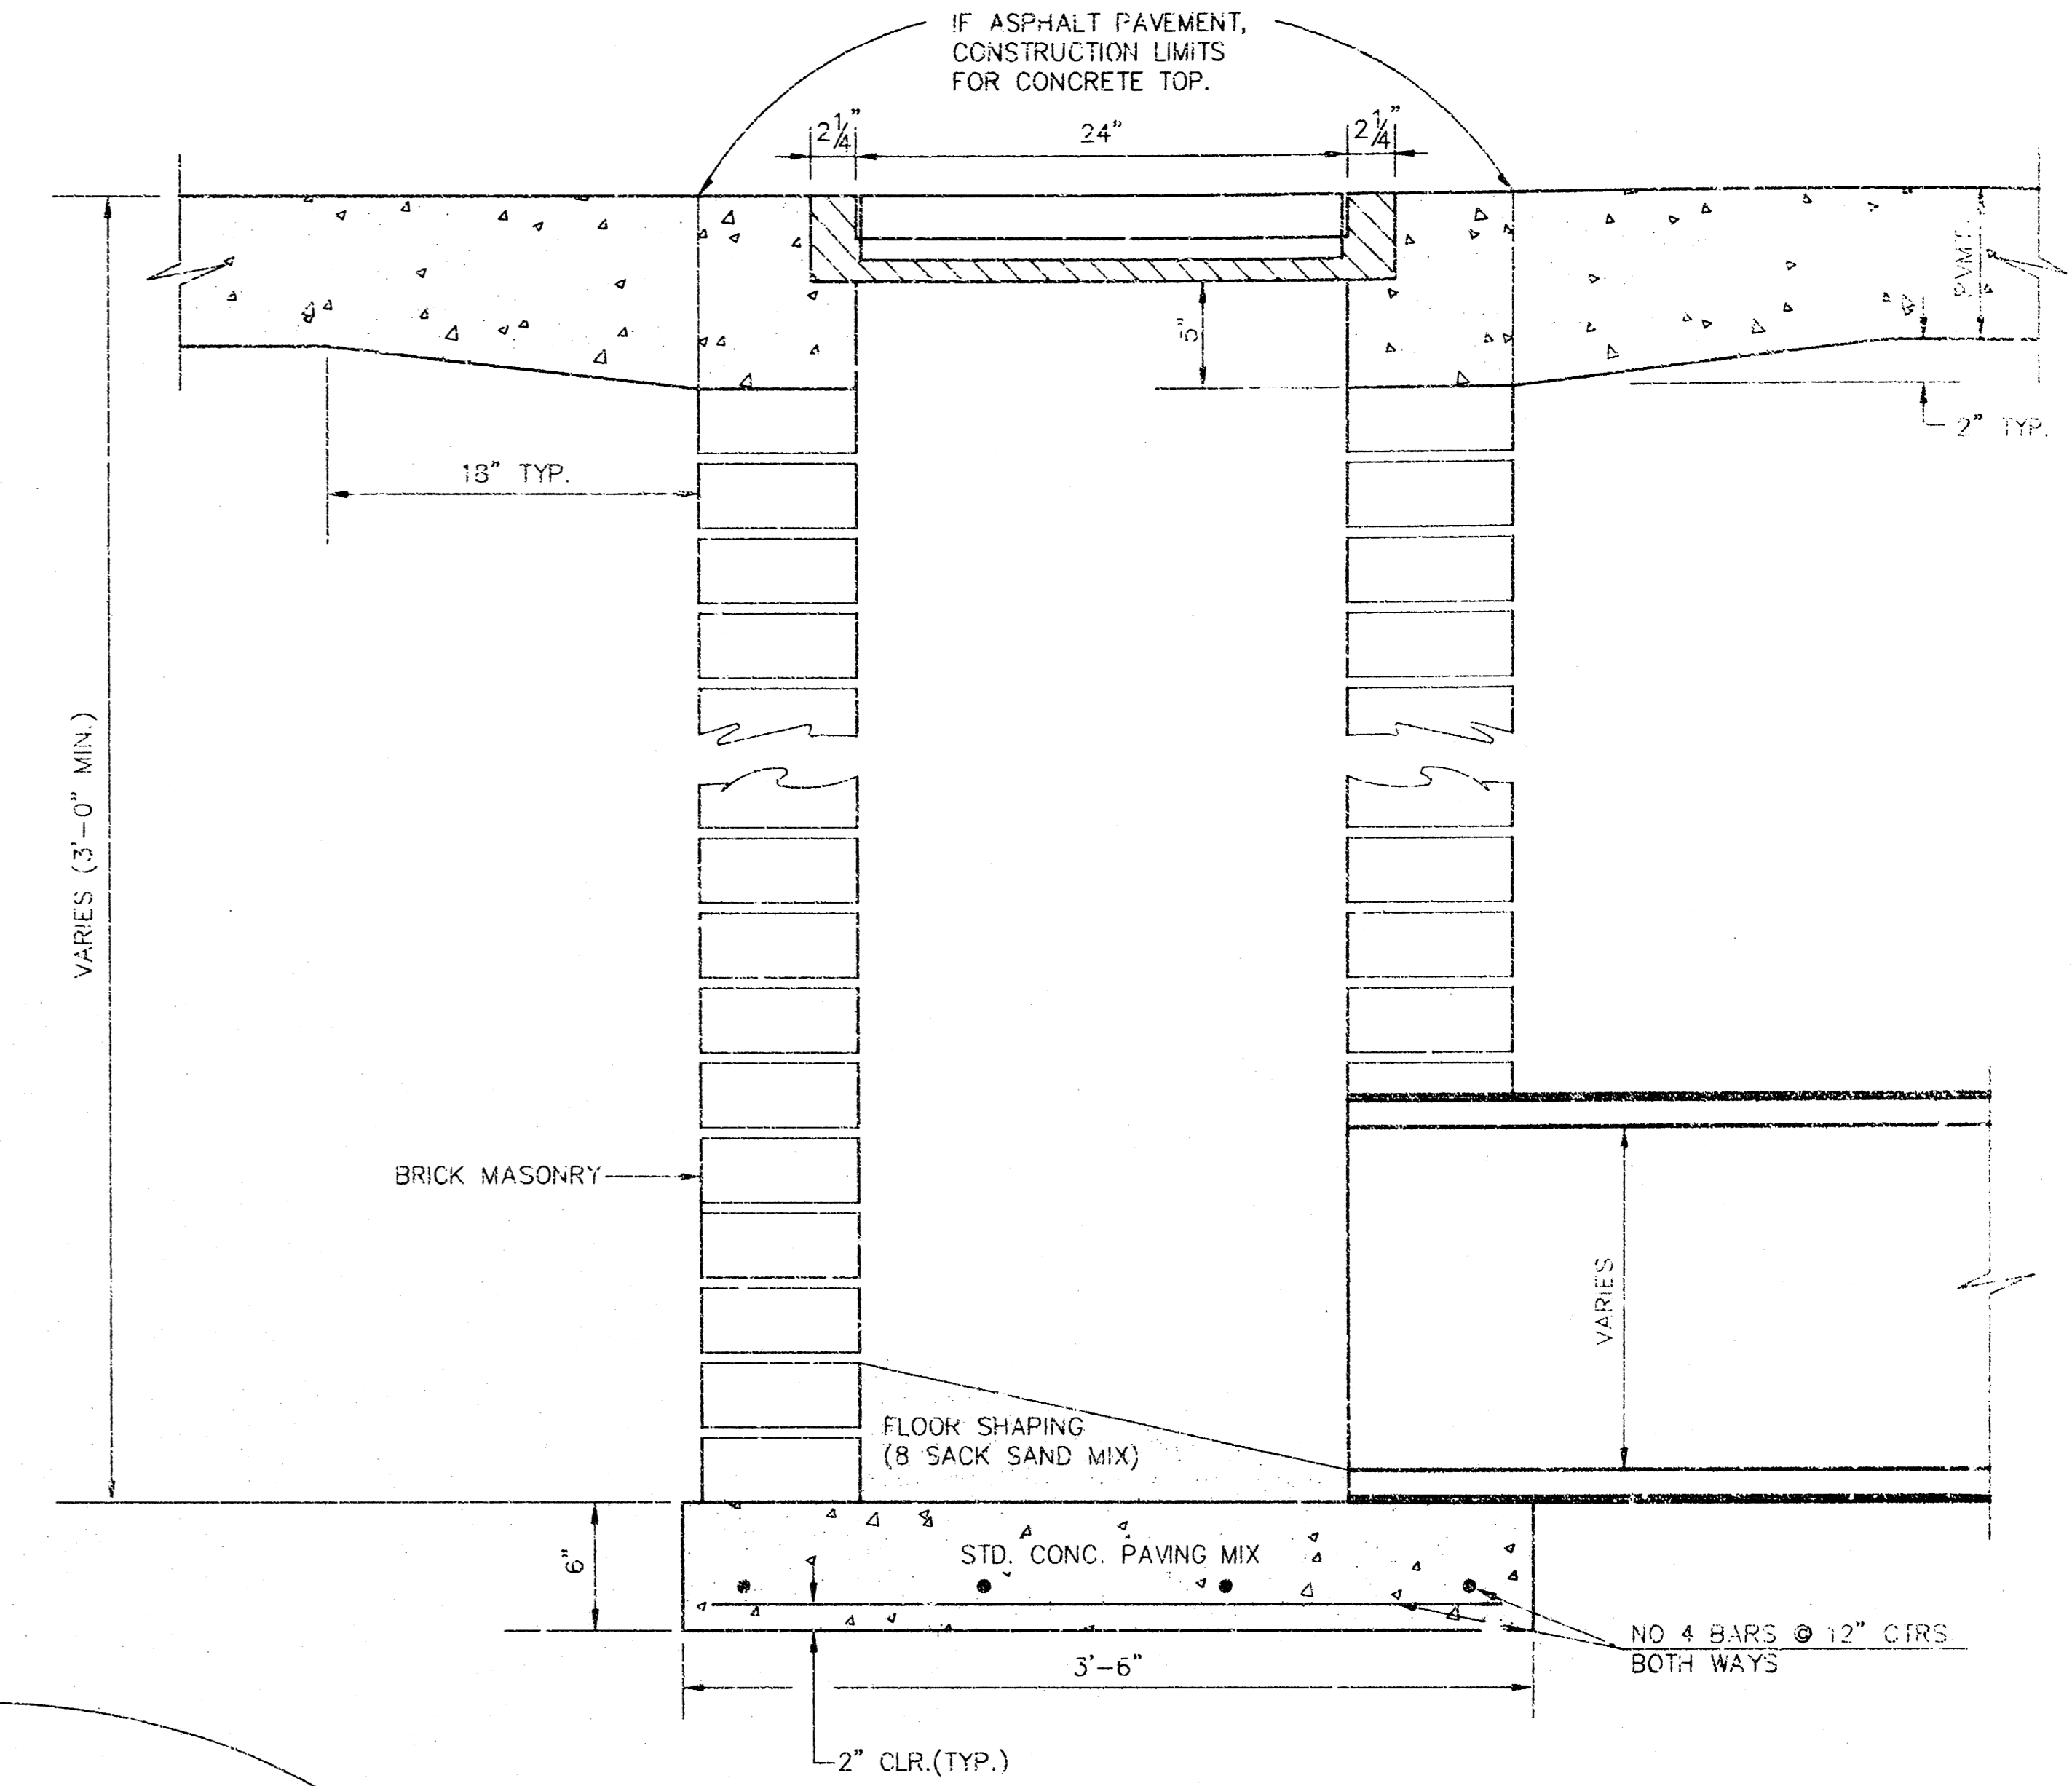 IF ASPHALT PAVEMENT,
CONSTRUCTION LIMITS
FOR CONCRETE TOP.
2 1/4"
24"
2 1/4"
PVMT.
5"
2" TYP.
18" TYP.
VARIES (3'-0" MIN.)
BRICK MASONRY
VARIES
FLOOR SHAPING
(8 SACK SAND MIX)
6"
STD. CONC. PAVING MIX
NO 4 BARS @ 12" CTRS
BOTH WAYS
3'-6"
2" CLR.(TYP.)